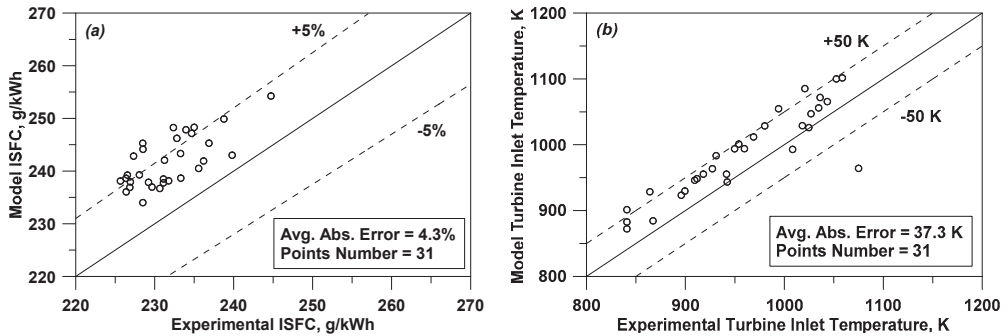 270
260
250
240
230
220
220
230
240
250
260
270
Model ISFC, g/kWh
Experimental ISFC, g/kWh
(a)
+5%
-5%
Avg. Abs. Error = 4.3%
Points Number = 31
1200
1100
1000
900
800
800
900
1000
1100
1200
Model Turbine Inlet Temperature, K
Experimental Turbine Inlet Temperature, K
(b)
+50 K
-50 K
Avg. Abs. Error = 37.3 K
Points Number = 31